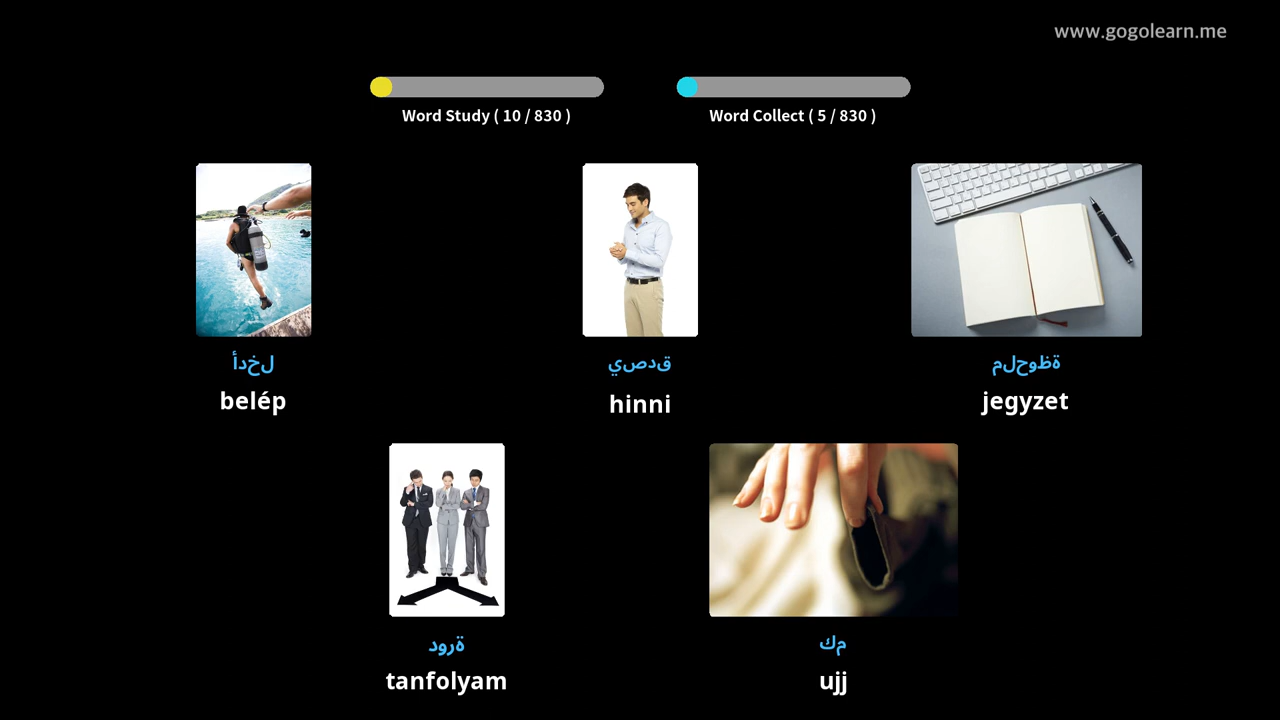 www.gogolearn.me
Word Study ( 10 / 830 )
Word Collect ( 5 / 830 )
لخدأ
belép
قدصي
hinni
ةظوحلم
jegyzet
ةرود
tanfolyam
مك
ujj